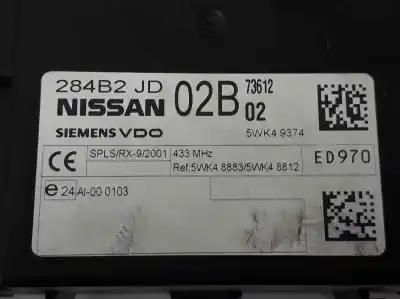 284B2 JD 02B 73612
NISSAN 02
SIEMENS VDO 5WK4 9374
CE SPLS/RX-9/2001 433 MHz ED970
Ref:5WK4 8883/5WK4 8812
e 24 AI-00 0103